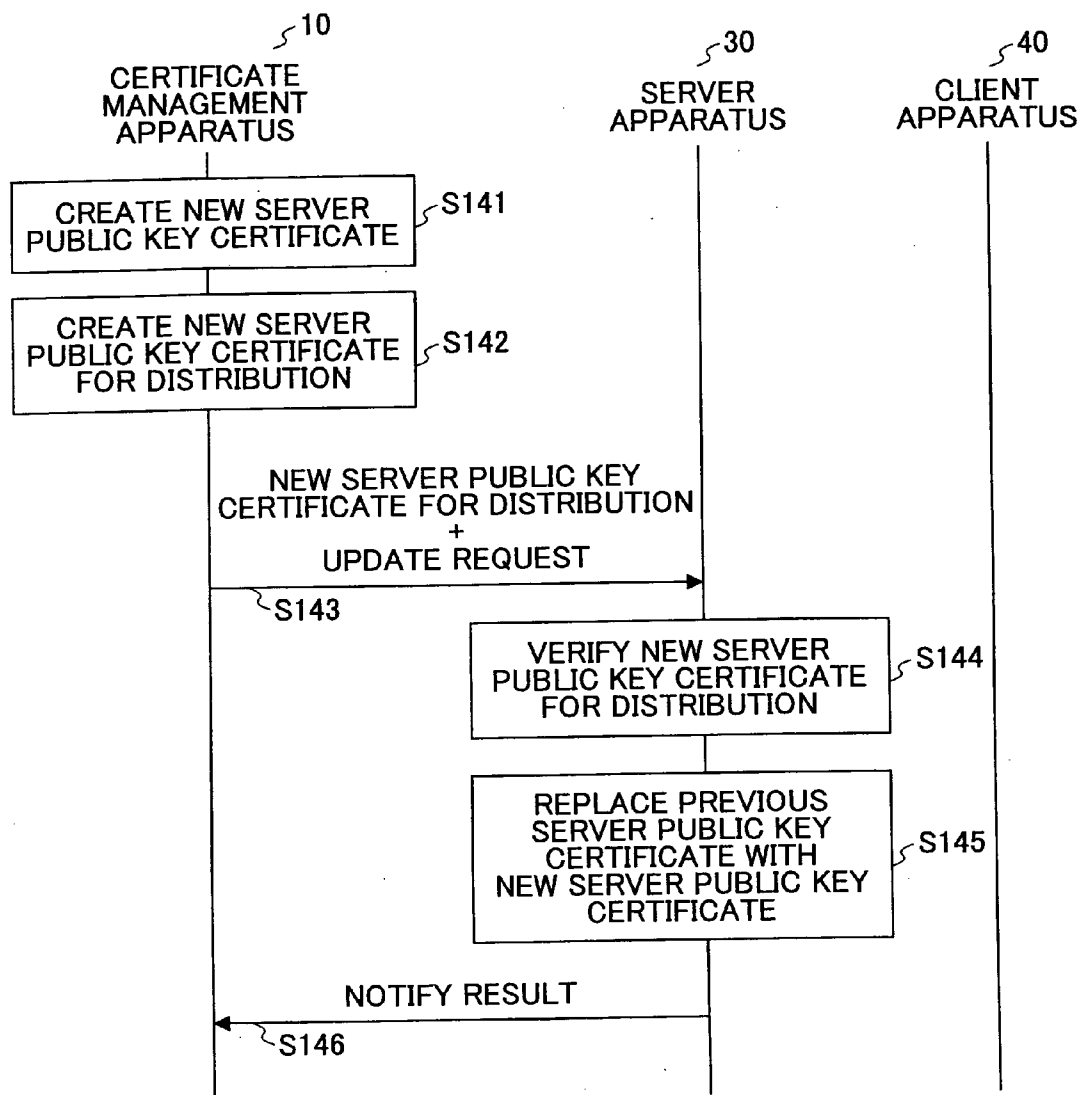 10
30
40
CERTIFICATE
MANAGEMENT
APPARATUS
SERVER
APPARATUS
CLIENT
APPARATUS
CREATE NEW SERVER
PUBLIC KEY CERTIFICATE
S141
CREATE NEW SERVER
PUBLIC KEY CERTIFICATE
FOR DISTRIBUTION
S142
NEW SERVER PUBLIC KEY
CERTIFICATE FOR DISTRIBUTION
+
UPDATE REQUEST
S143
VERIFY NEW SERVER
PUBLIC KEY CERTIFICATE
FOR DISTRIBUTION
S144
REPLACE PREVIOUS
SERVER PUBLIC KEY
CERTIFICATE WITH
NEW SERVER PUBLIC KEY
CERTIFICATE
S145
NOTIFY RESULT
S146